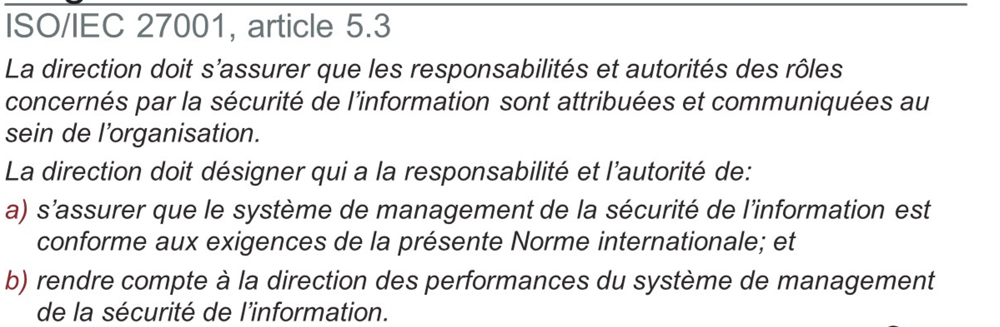 ISO/IEC 27001, article 5.3
La direction doit s’assurer que les responsabilités et autorités des rôles
concernés par la sécurité de l’information sont attribuées et communiquées au
sein de l’organisation.
La direction doit désigner qui a la responsabilité et l’autorité de:
a) s’assurer que le système de management de la sécurité de l’information est
conforme aux exigences de la présente Norme internationale; et
b) rendre compte à la direction des performances du système de management
de la sécurité de l’information.